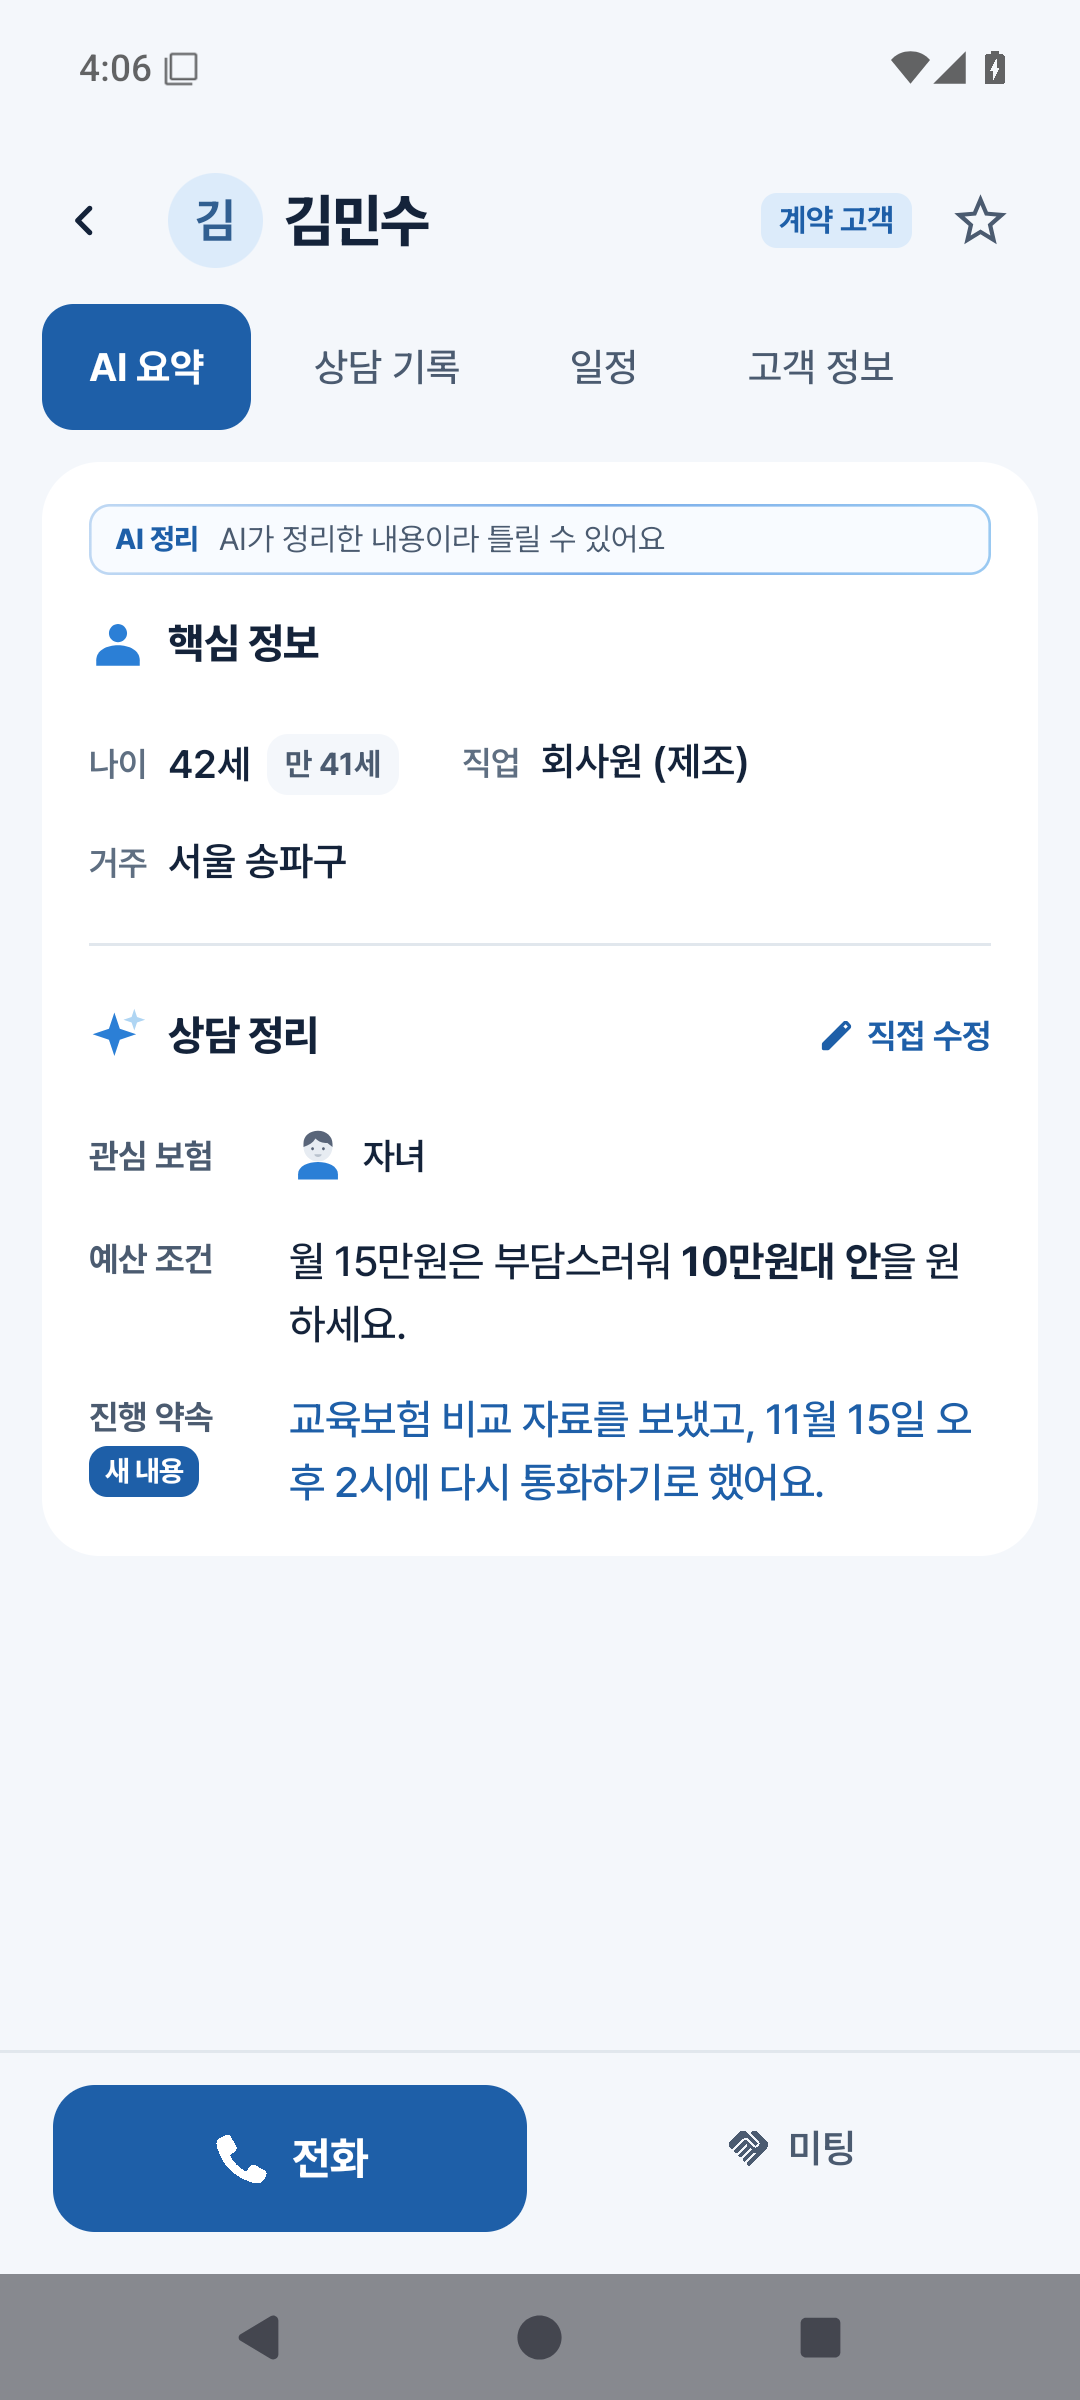 4:06
김 김민수 계약 고객
AI 요약 상담 기록 일정 고객 정보
AI 정리 AI가 정리한 내용이라 틀릴 수 있어요
핵심 정보
나이 42세 만 41세 직업 회사원 (제조)
거주 서울 송파구
상담 정리 직접 수정
관심 보험 자녀
예산 조건 월 15만원은 부담스러워 10만원대 안을 원
하세요.
진행 약속 교육보험 비교 자료를 보냈고, 11월 15일 오
새 내용 후 2시에 다시 통화하기로 했어요.
전화 미팅